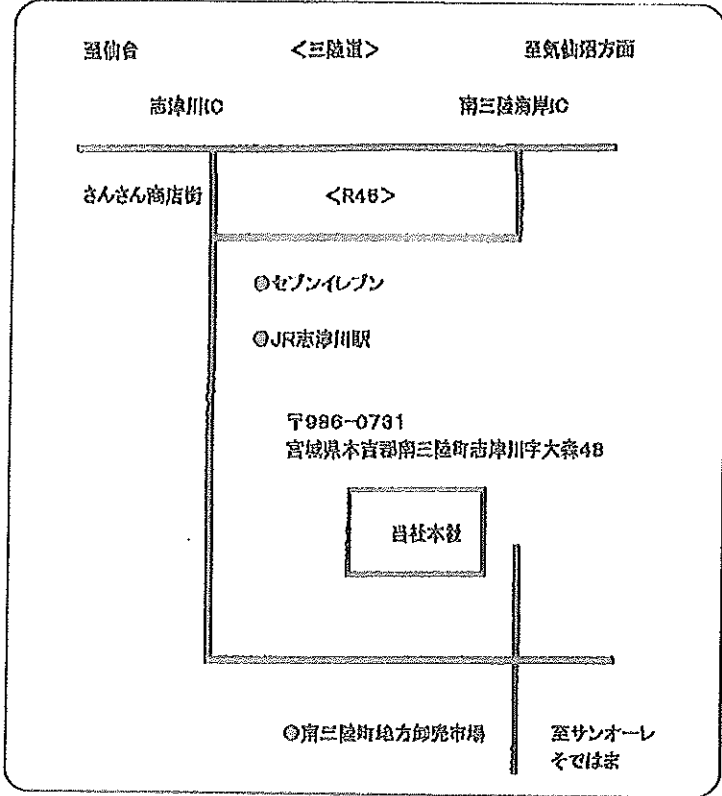 至仙台 <三陸道> 至気仙沼方面
志津川IC 南三陸海岸IC
さんさん商店街 <R46>
◎セブンイレブン
◎JR志津川駅
〒986-0731
宮城県本吉郡南三陸町志津川字大森48
当社本社
◎南三陸町地方卸売市場
至サンオーレ
そではま